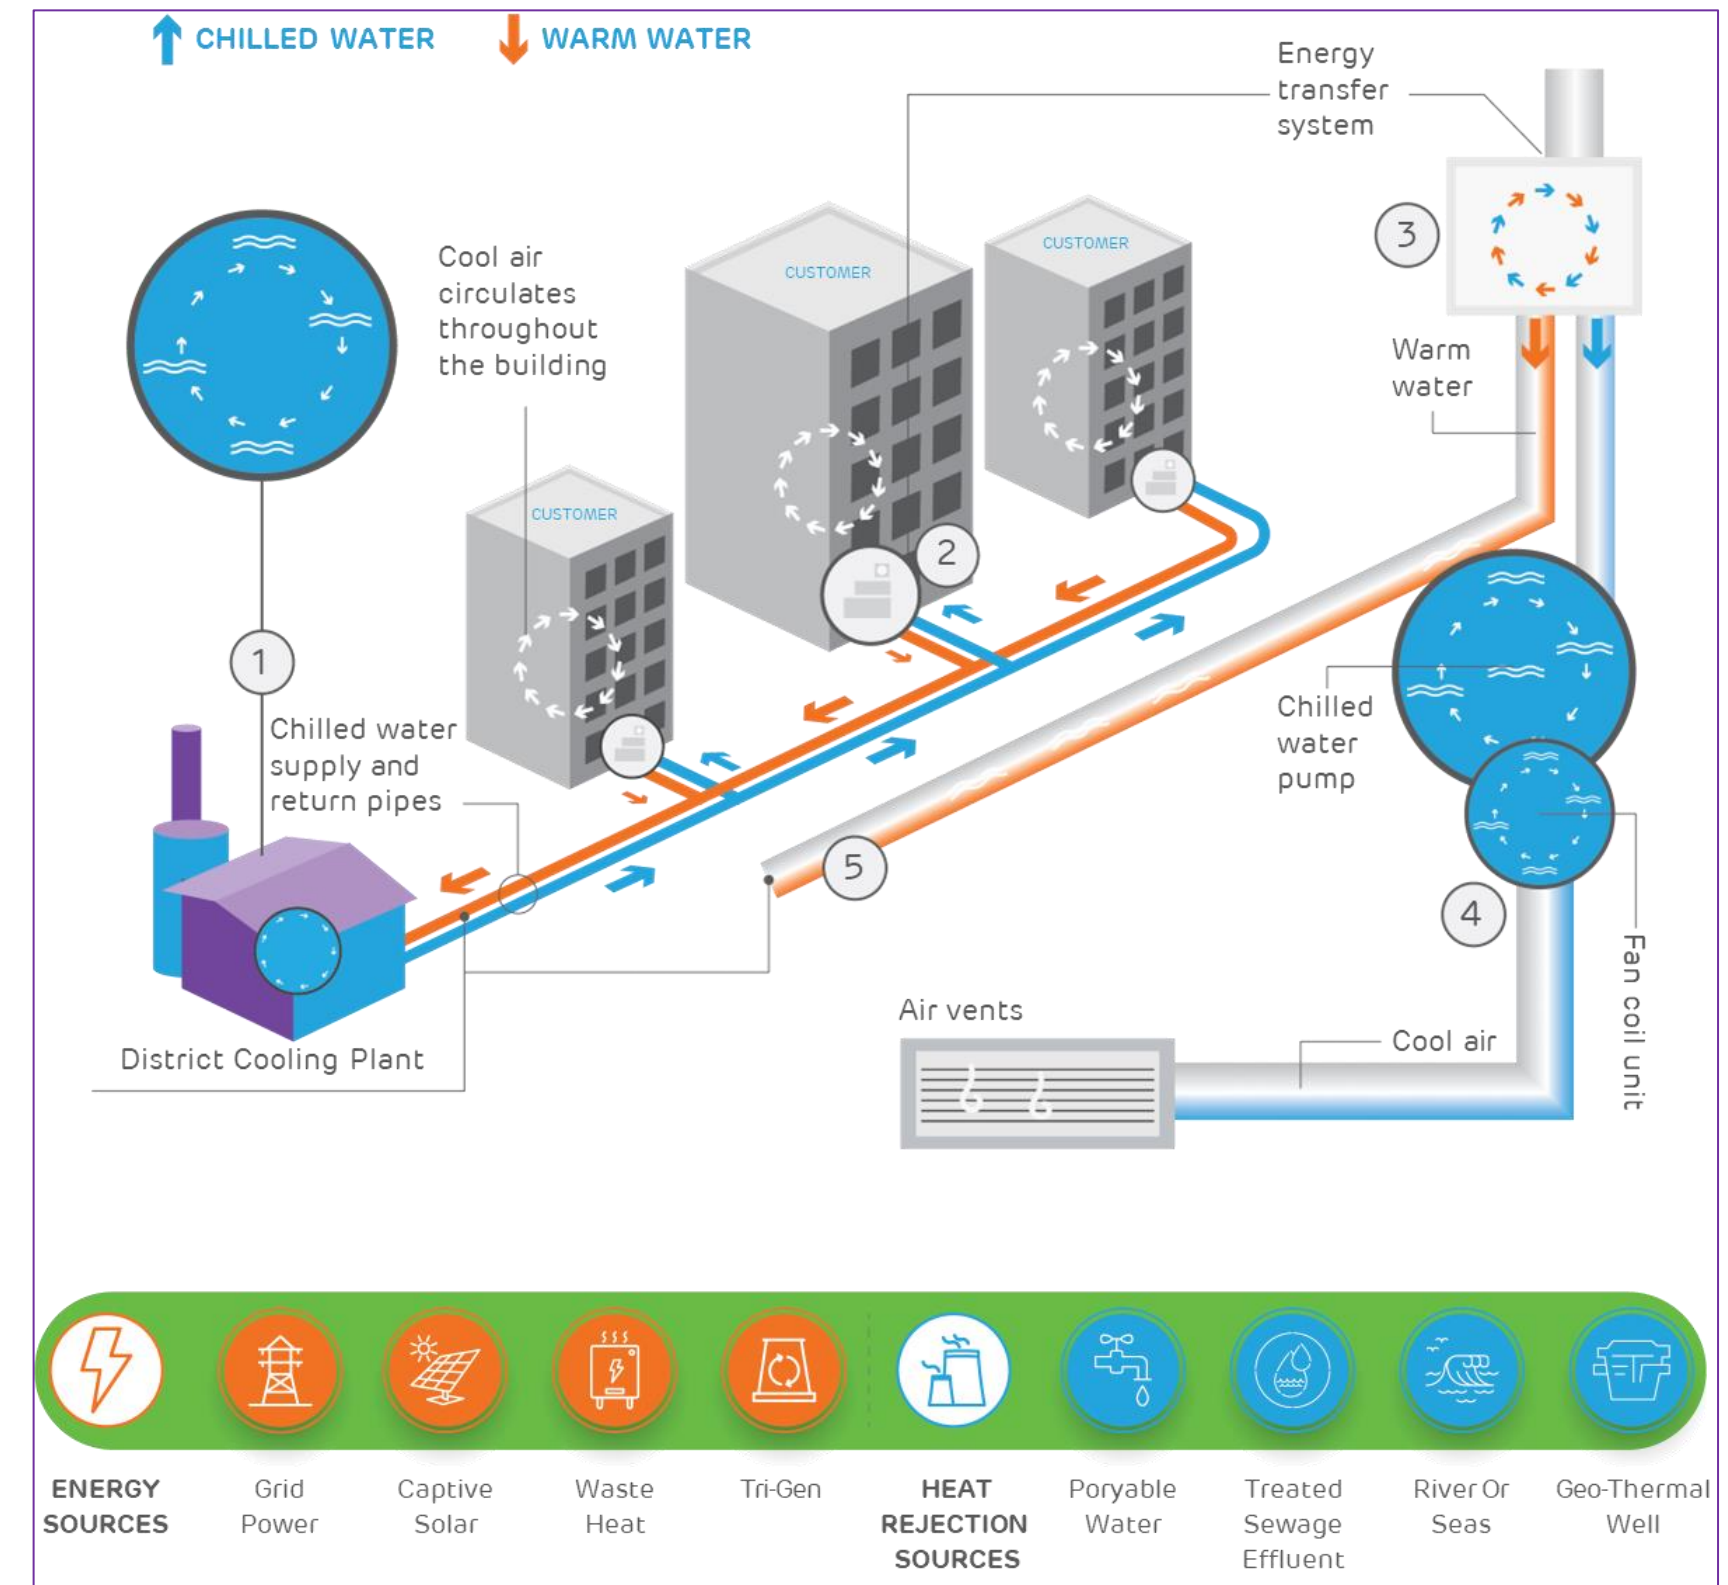 CHILLED WATER
WARM WATER
Energy
transfer
system
3
CUSTOMER
CUSTOMER
Cool air
circulates
throughout
the building
Warm
water
CUSTOMER
2
1
Chilled water
supply and
return pipes
Chilled
water
pump
5
4
Fan coil unit
Air vents
Cool air
District Cooling Plant
ENERGY
SOURCES
Grid
Power
Captive
Solar
Waste
Heat
Tri-Gen
HEAT
REJECTION
SOURCES
Poryable
Water
Treated
Sewage
Effluent
River Or
Seas
Geo-Thermal
Well